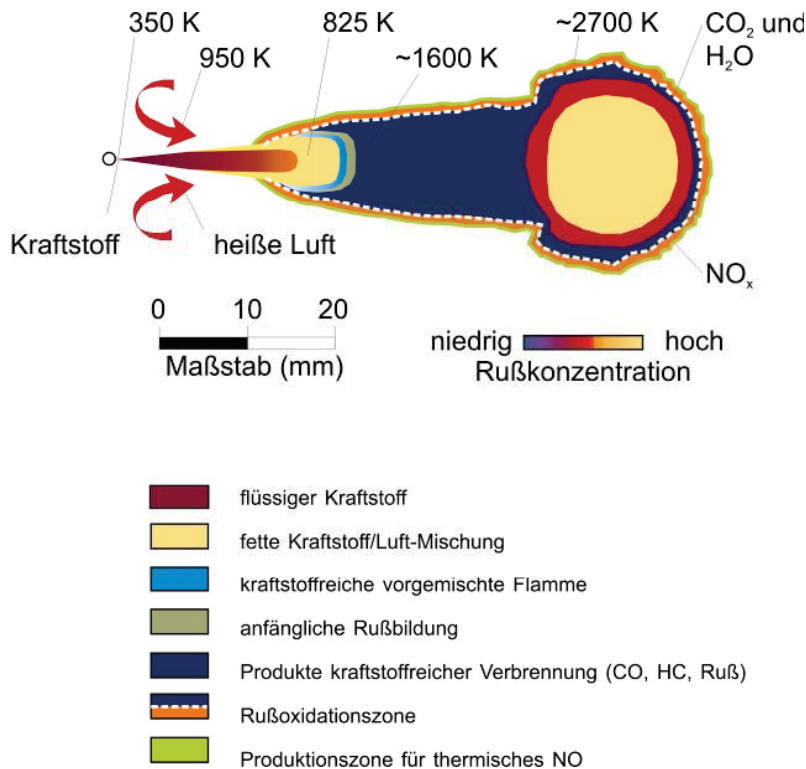 350 K
825 K
~2700 K
CO₂ und
H₂O
950 K
~1600 K
Kraftstoff
heiße Luft
NOₓ
0
10
20
Maßstab (mm)
niedrig
hoch
Rußkonzentration
flüssiger Kraftstoff
fette Kraftstoff/Luft-Mischung
kraftstoffreiche vorgemischte Flamme
anfängliche Rußbildung
Produkte kraftstoffreicher Verbrennung (CO, HC, Ruß)
Rußoxidationszone
Produktionszone für thermisches NO